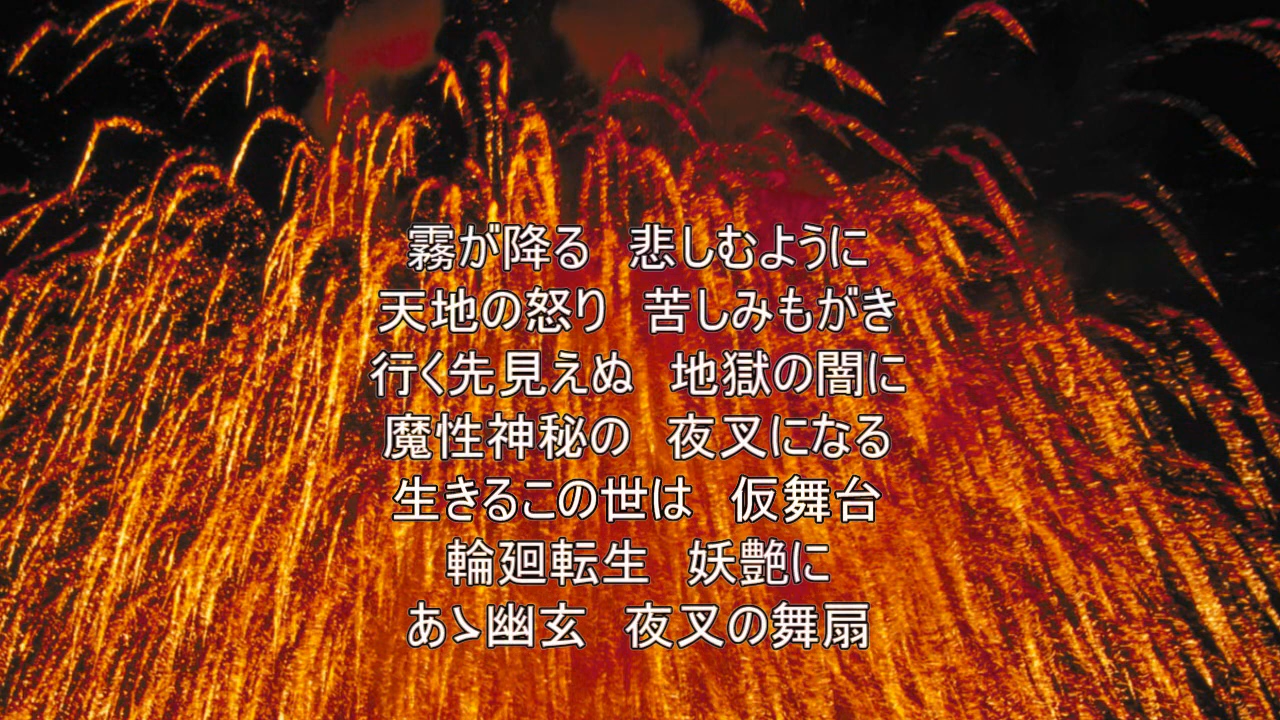 霧が降る　悲しむように
天地の怒り　苦しみもがき
行く先見えぬ　地獄の闇に
魔性神秘の　夜叉になる
生きるこの世は　仮舞台
輪廻転生　妖艶に
あゝ幽玄　夜叉の舞扇